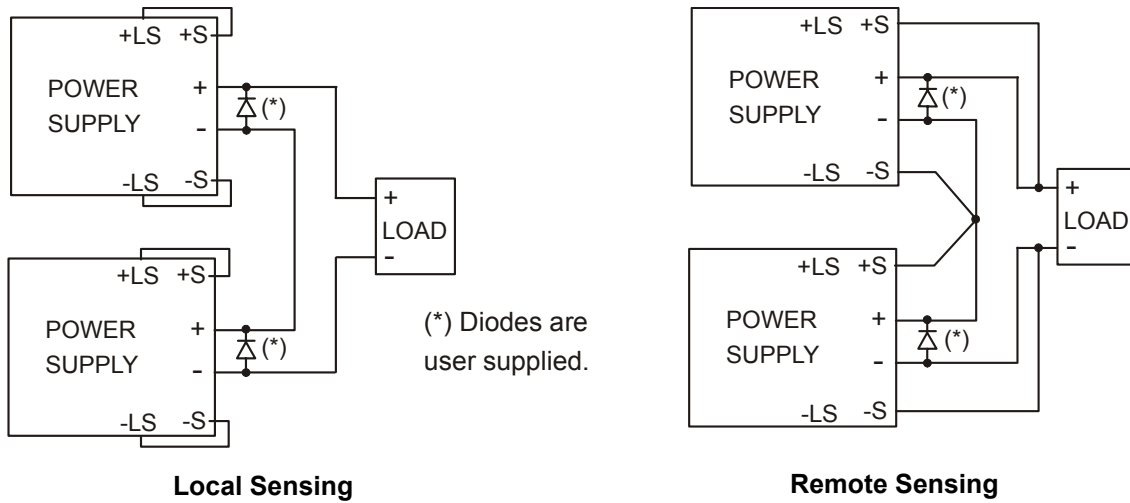 +LS +S
POWER
SUPPLY
+
(*)
-
-LS -S
+LS +S
POWER
SUPPLY
+
(*)
-
-LS -S
+
LOAD
-
(*) Diodes are
user supplied.
Local Sensing
+LS +S
POWER
SUPPLY
+
(*)
-
-LS -S
+LS +S
POWER
SUPPLY
+
(*)
-
-LS -S
+
LOAD
-
Remote Sensing